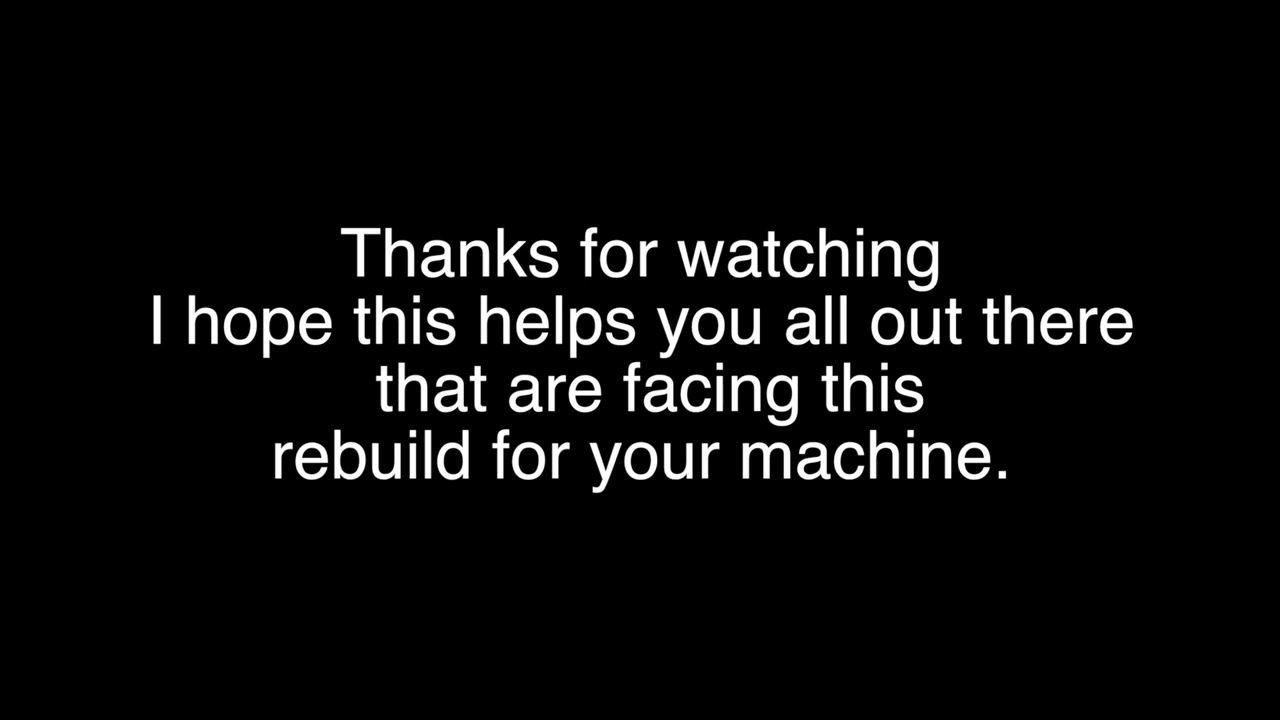 Thanks for watching
I hope this helps you all out there
that are facing this
rebuild for your machine.